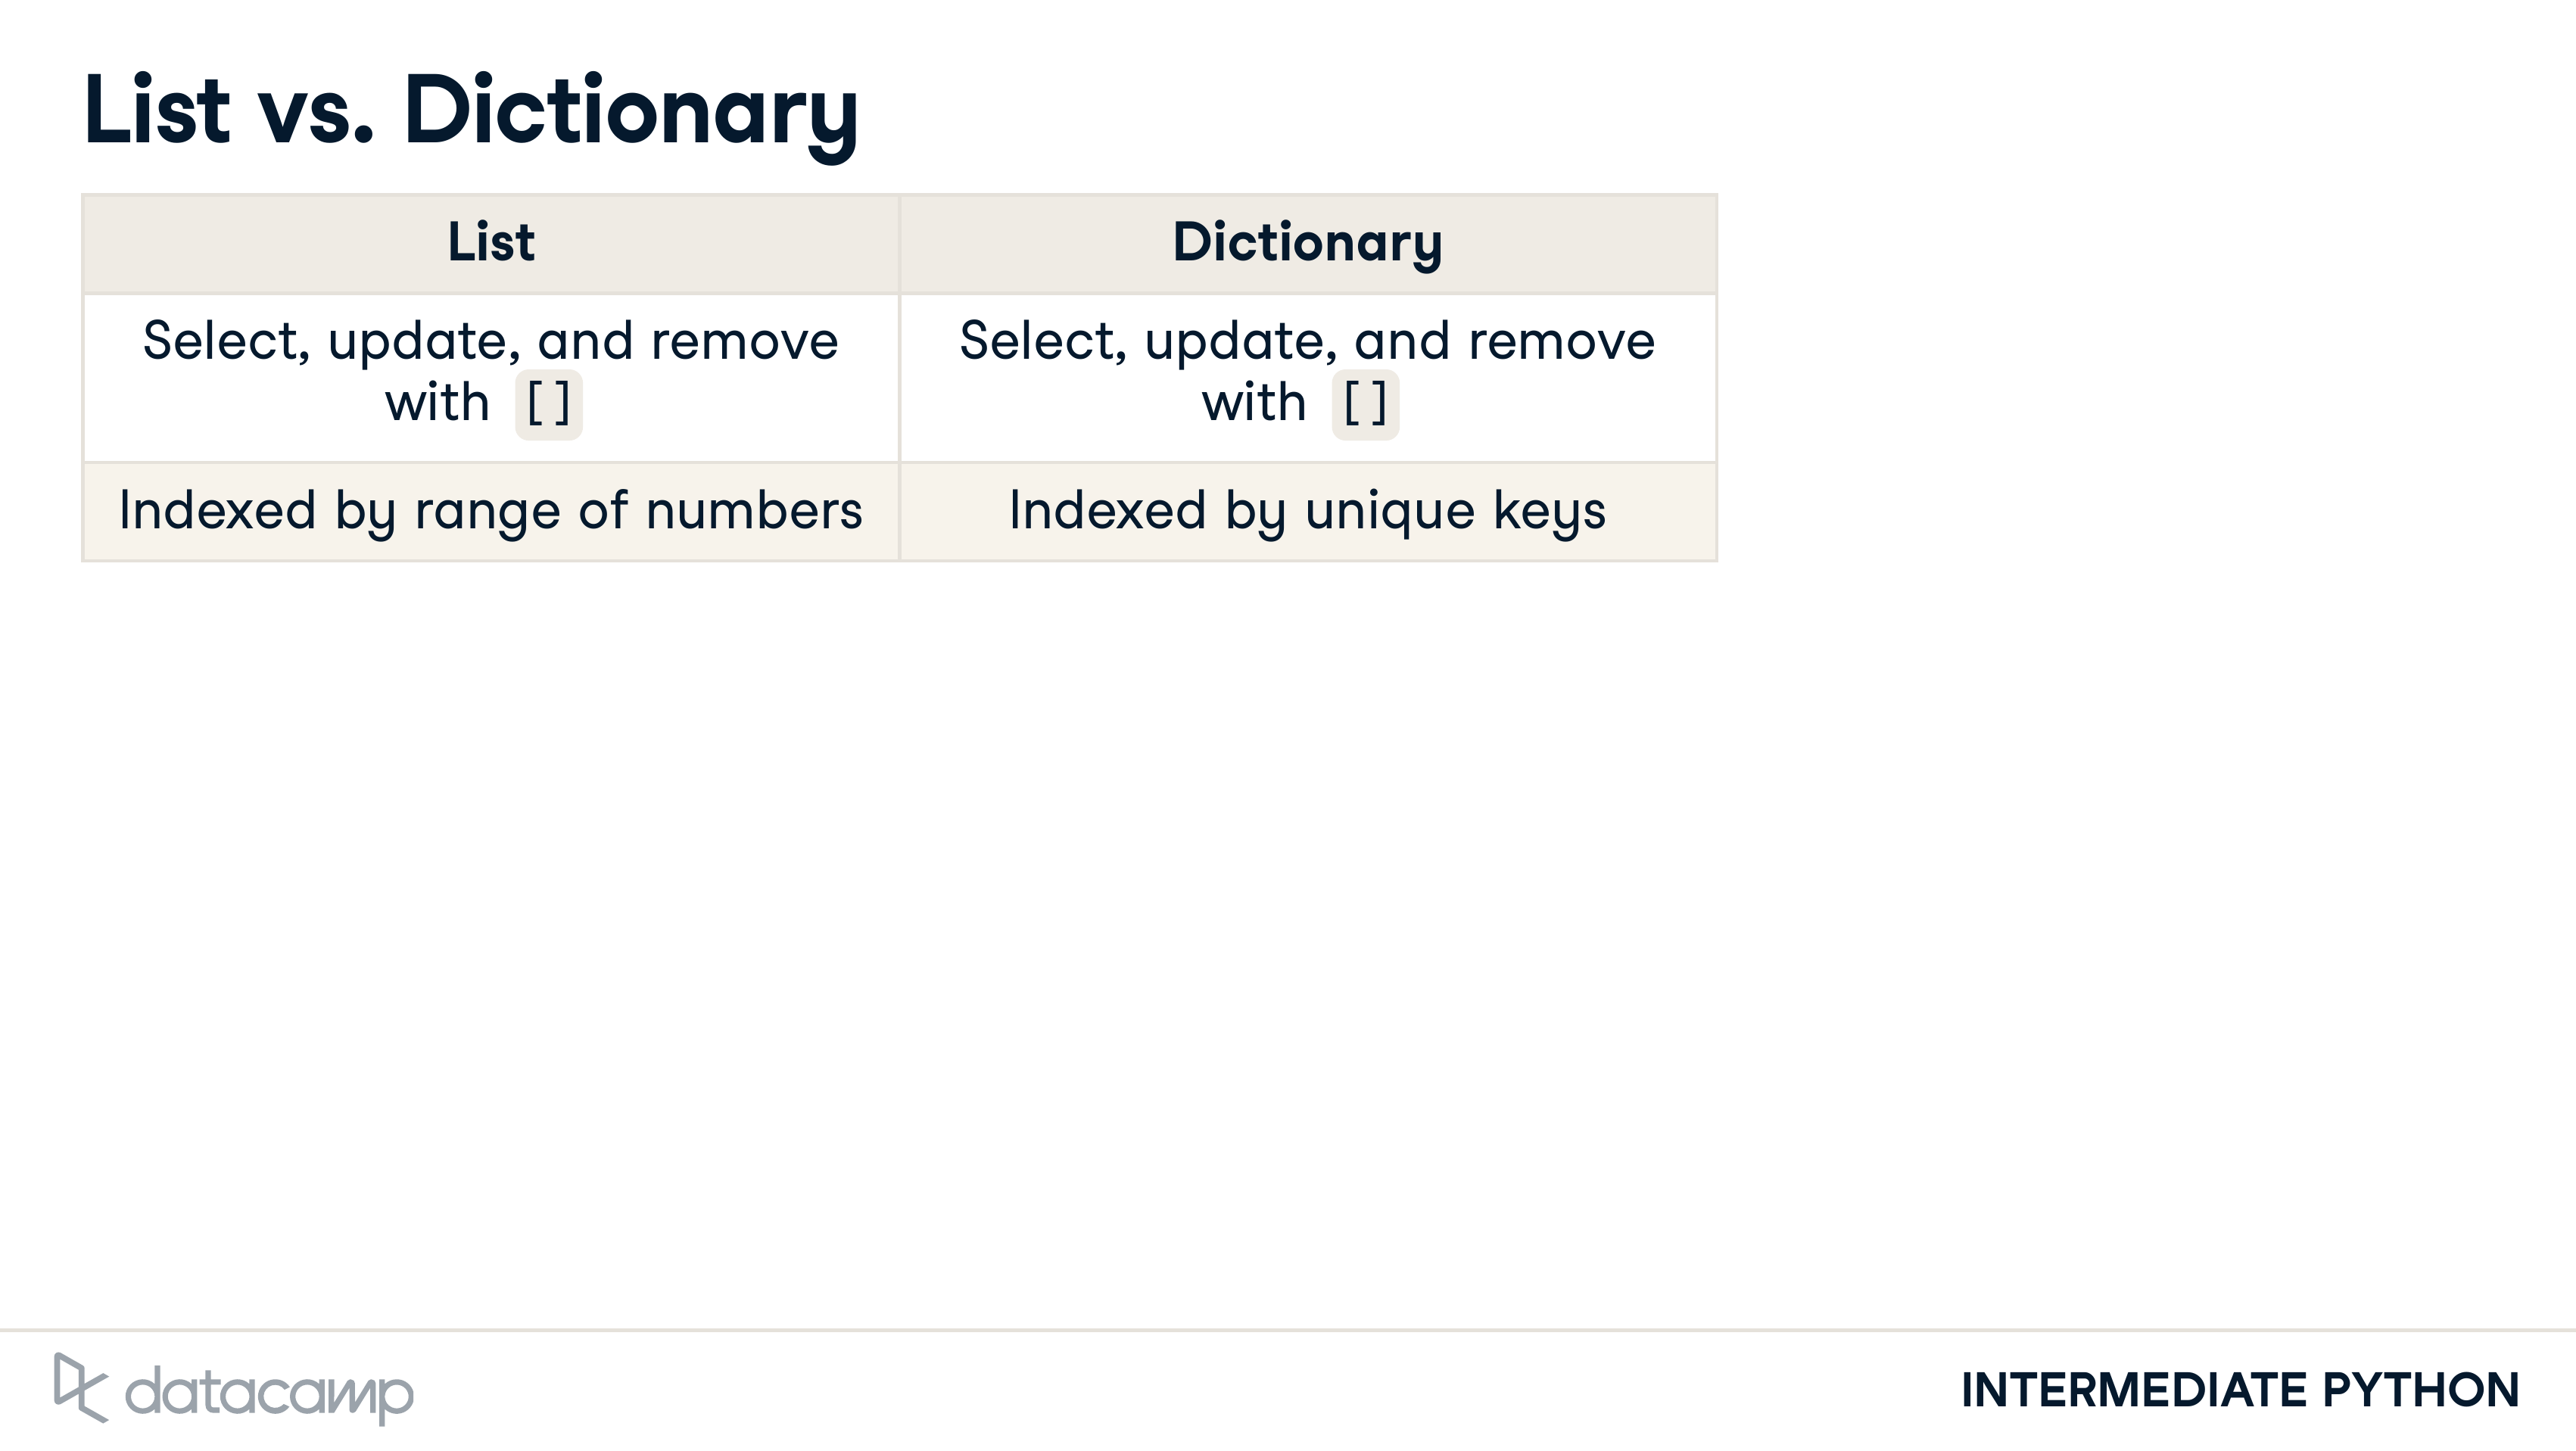 List vs. Dictionary
List
Dictionary
Select, update, and remove
with []
Select, update, and remove
with []
Indexed by range of numbers
Indexed by unique keys
datacamp
INTERMEDIATE PYTHON